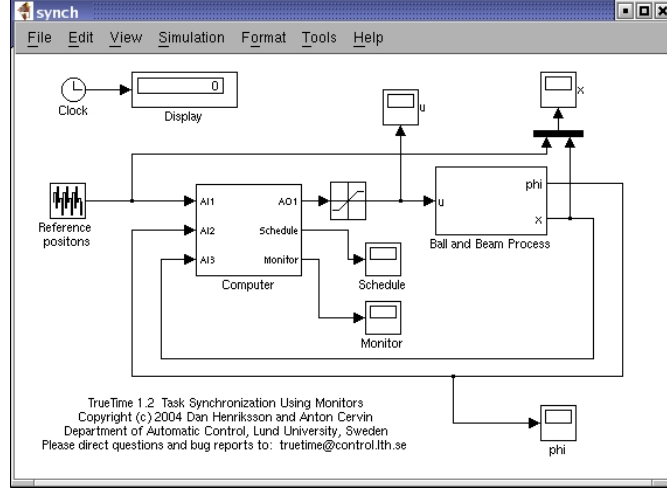 synch
File Edit View Simulation Format Tools Help
0
Clock
Display
u
x
Reference
positons
AI1
AI2
AI3
AO1
Schedule
Monitor
Computer
u
phi
x
Ball and Beam Process
Schedule
Monitor
TrueTime 1.2 Task Synchronization Using Monitors
Copyright (c) 2004 Dan Henriksson and Anton Cervin
Department of Automatic Control, Lund University, Sweden
Please direct questions and bug reports to: truetime@control.lth.se
phi